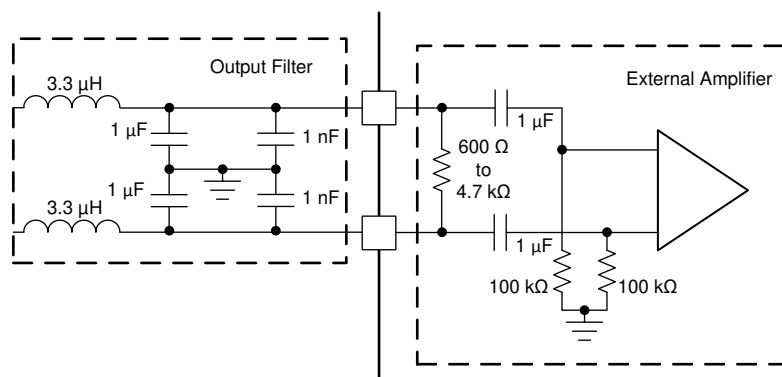 Output Filter
External Amplifier
3.3 µH
1 µF
1 nF
1 µF
1 nF
3.3 µH
1 µF
600 Ω
to
4.7 kΩ
1 µF
100 kΩ
100 kΩ